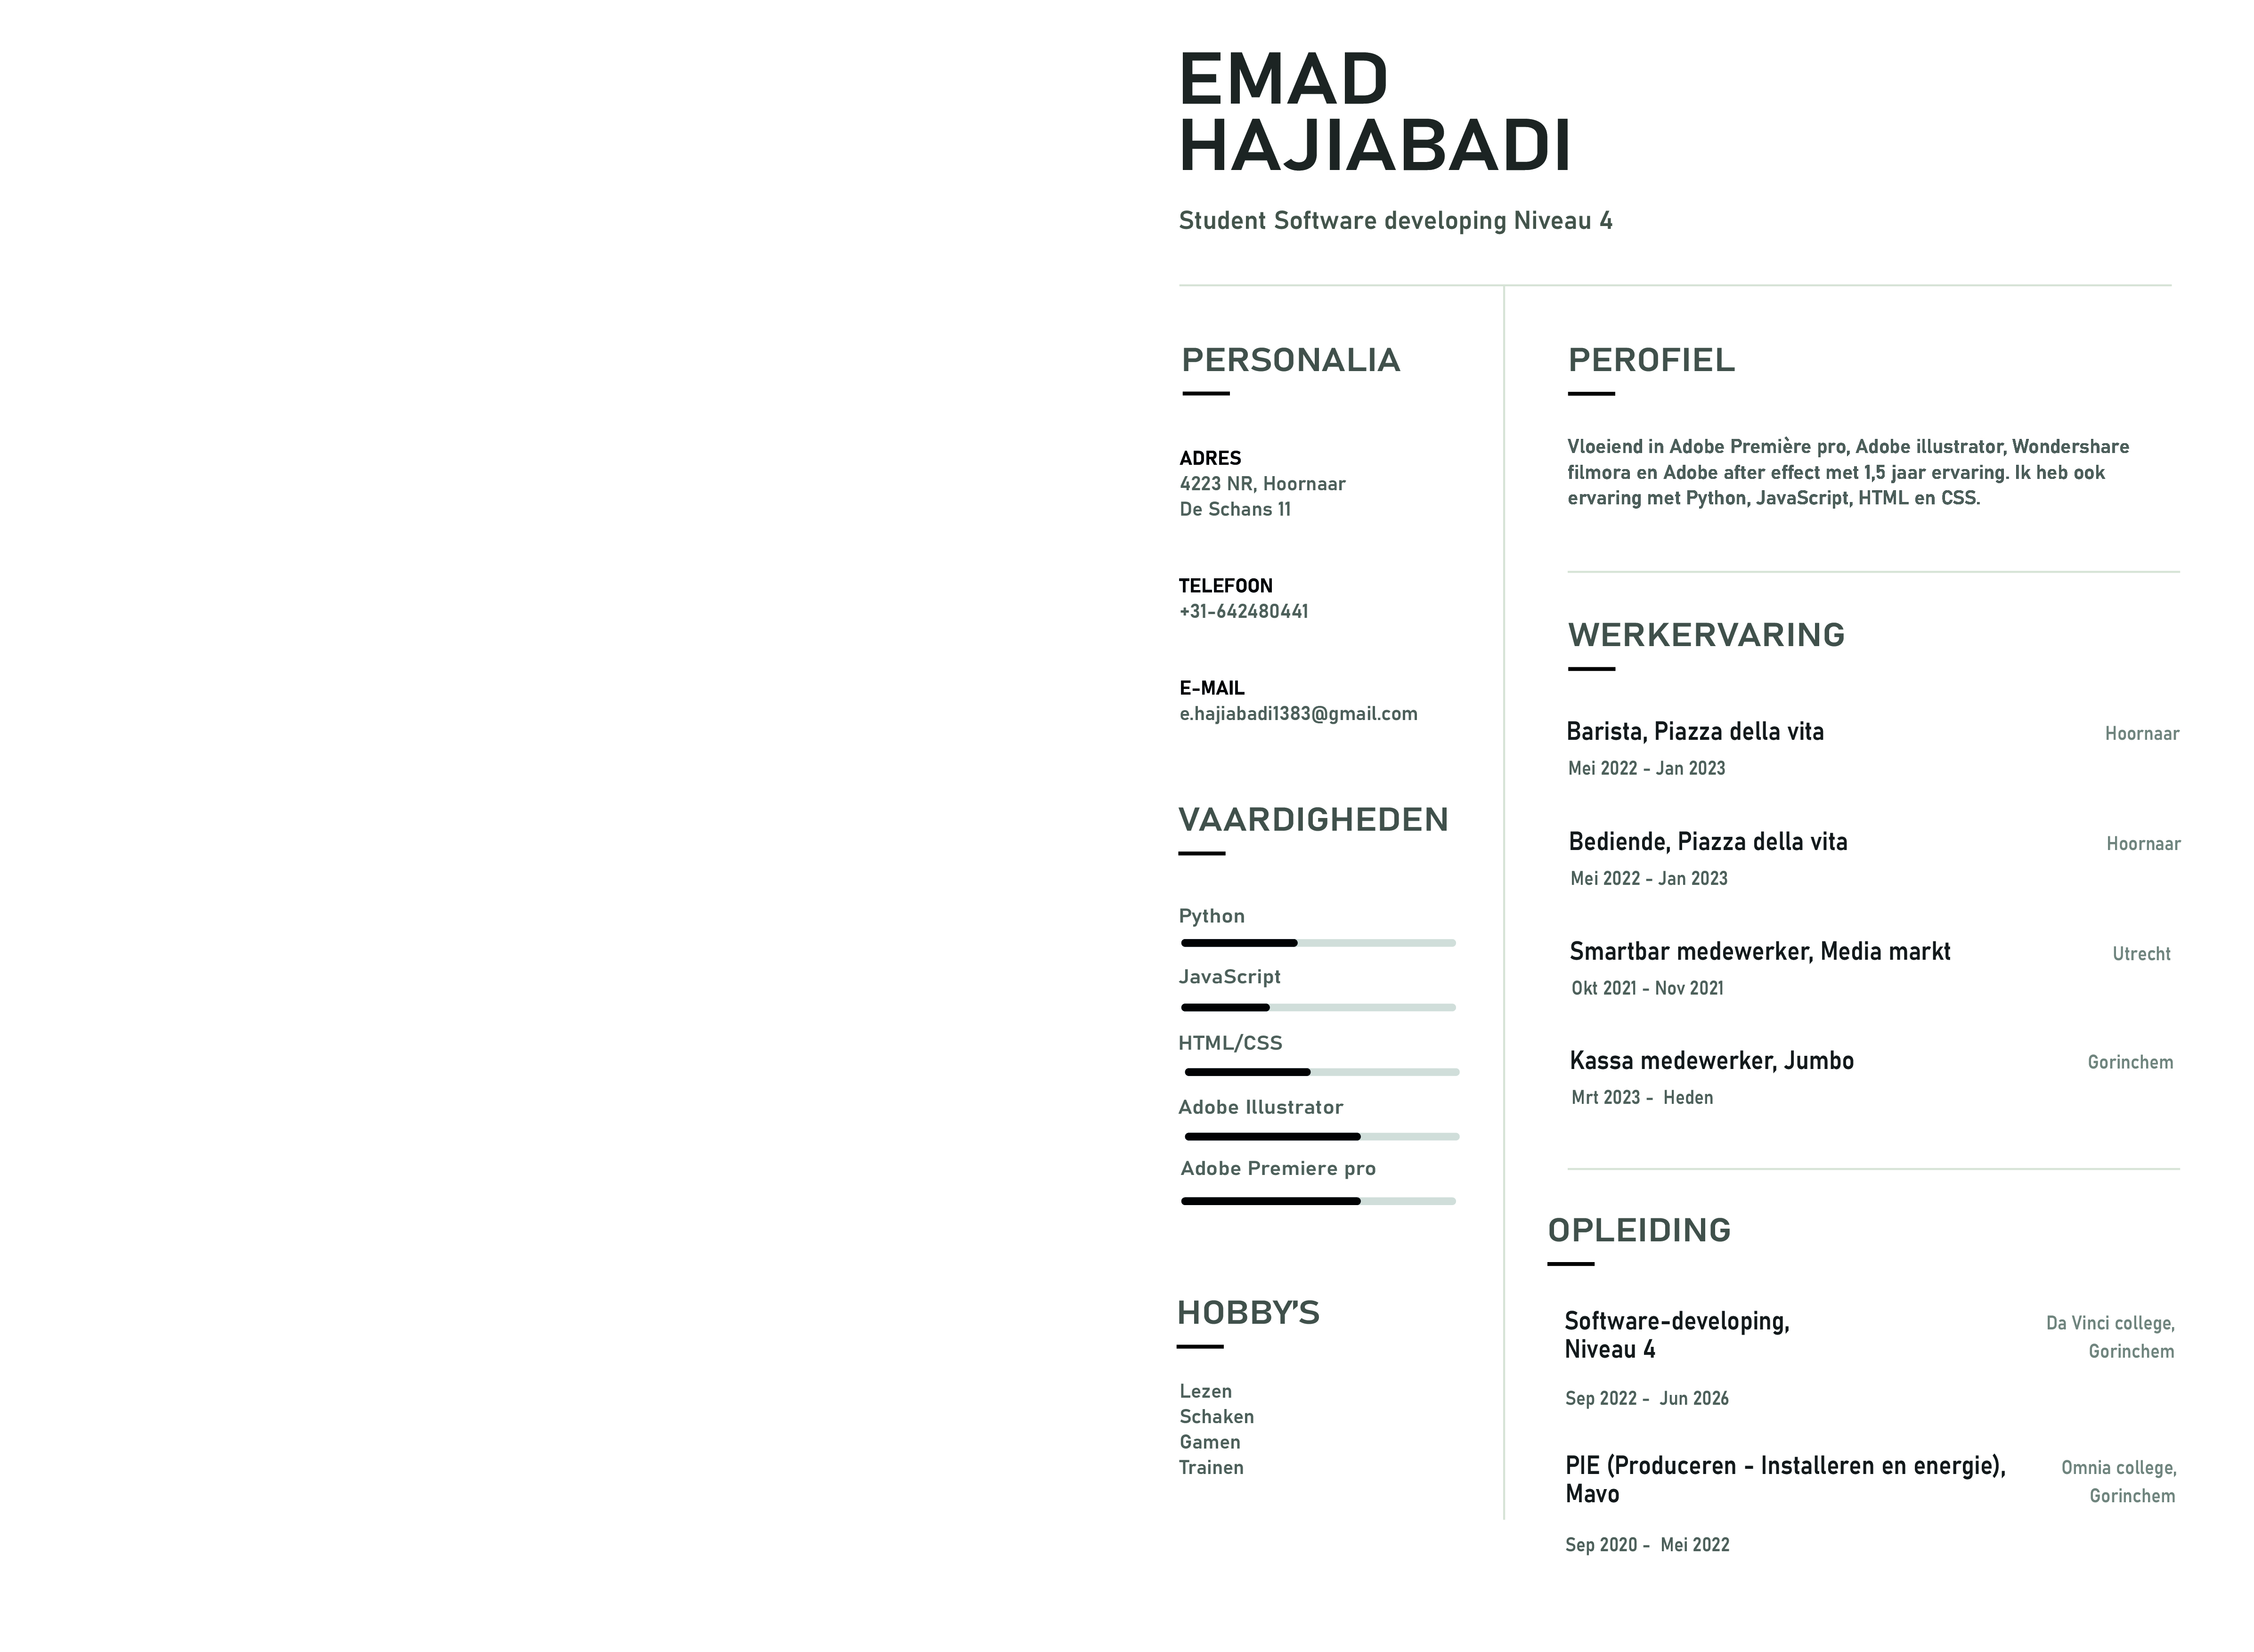 EMAD
HAJIABADI
Student Software developing Niveau 4
PERSONALIA
ADRES
4223 NR, Hoornaar
De Schans 11
TELEFOON
+31-642480441
E-MAIL
e.hajiabadi1383@gmail.com
VAARDIGHEDEN
Python
JavaScript
HTML/CSS
Adobe Illustrator
Adobe Premiere pro
HOBBY'S
Lezen
Schaken
Gamen
Trainen
PEROFIEL
Vloeiend in Adobe Première pro, Adobe illustrator, Wondershare
filmora en Adobe after effect met 1,5 jaar ervaring. Ik heb ook
ervaring met Python, JavaScript, HTML en CSS.
WERKERVARING
Barista, Piazza della vita
Hoornaar
Mei 2022 - Jan 2023
Bediende, Piazza della vita
Hoornaar
Mei 2022 - Jan 2023
Smartbar medewerker, Media markt
Utrecht
Okt 2021 - Nov 2021
Kassa medewerker, Jumbo
Gorinchem
Mrt 2023 - Heden
OPLEIDING
Software-developing,
Niveau 4
Da Vinci college,
Gorinchem
Sep 2022 - Jun 2026
PIE (Produceren - Installeren en energie),
Mavo
Omnia college,
Gorinchem
Sep 2020 - Mei 2022